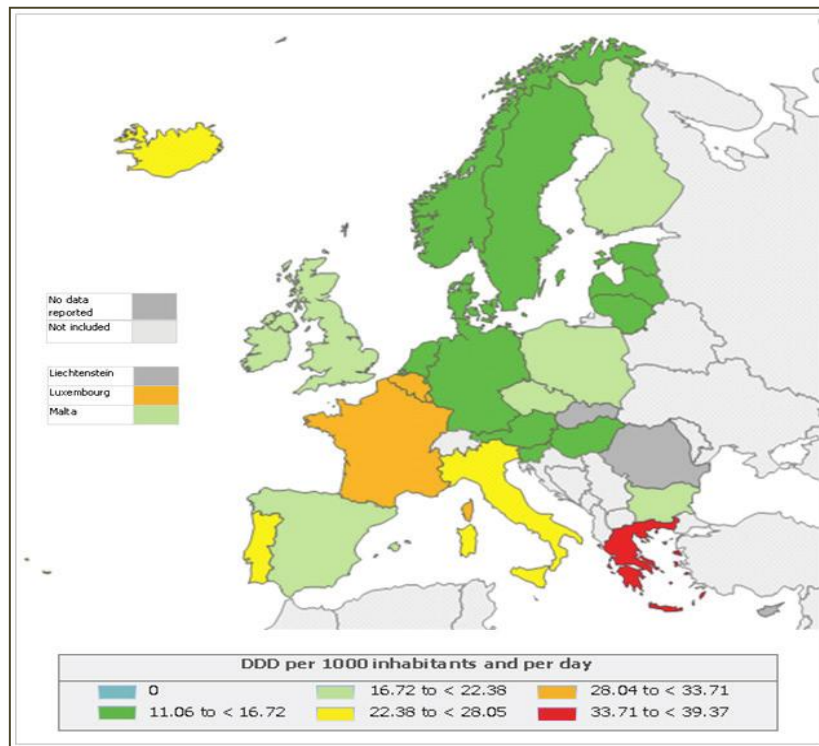 No data
reported
Not included
Liechtenstein
Luxembourg
Malta
DDD per 1000 inhabitants and per day
0
16.72 to < 22.38
28.04 to < 33.71
11.06 to < 16.72
22.38 to < 28.05
33.71 to < 39.37